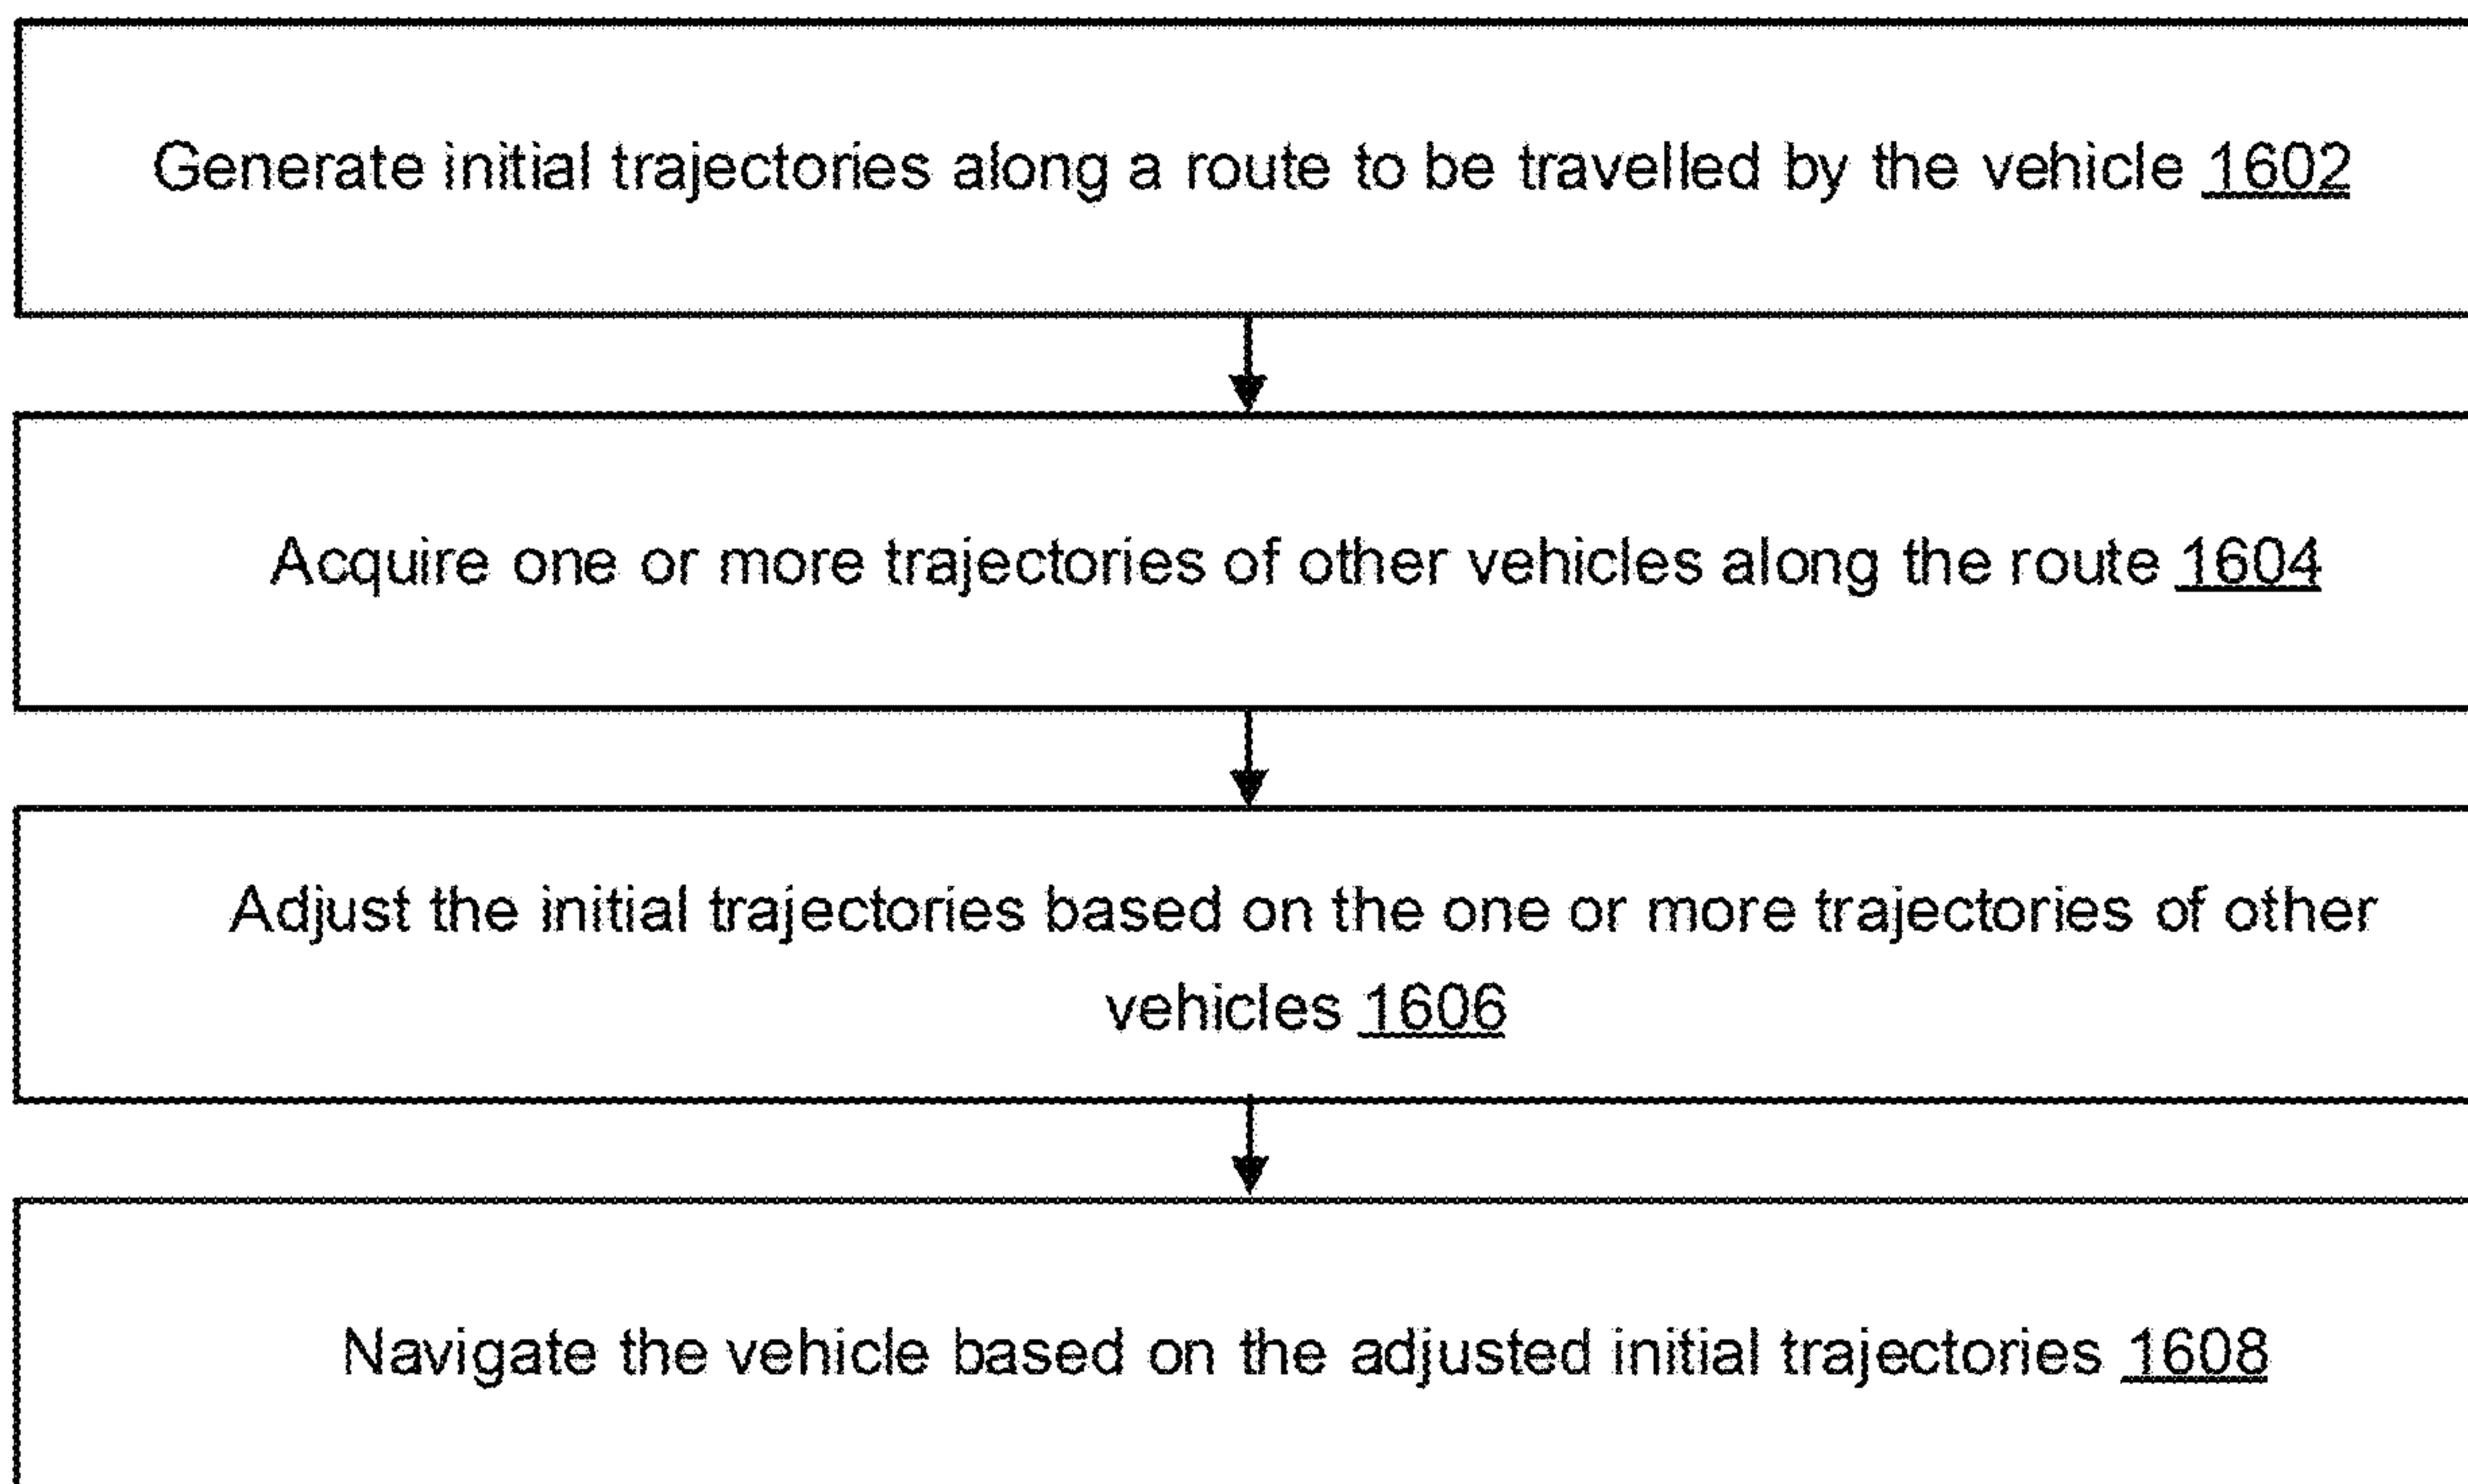 Generate initial trajectories along a route to be travelled by the vehicle 1602
Acquire one or more trajectories of other vehicles along the route 1604
Adjust the initial trajectories based on the one or more trajectories of other
vehicles 1606
Navigate the vehicle based on the adjusted initial trajectories 1608